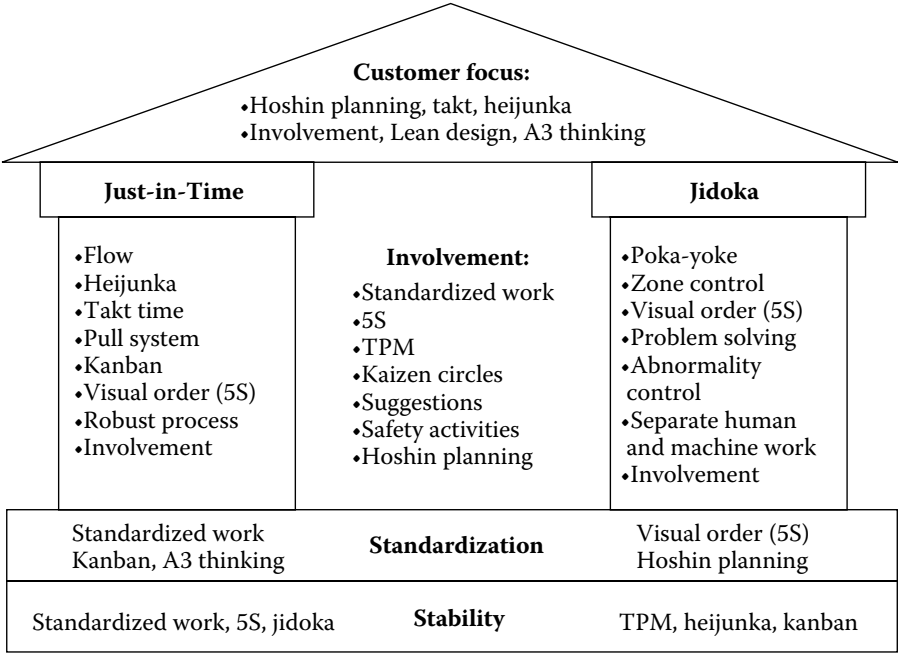 Customer focus:
•Hoshin planning, takt, heijunka
•Involvement, Lean design, A3 thinking
Just-in-Time
•Flow
•Heijunka
•Takt time
•Pull system
•Kanban
•Visual order (5S)
•Robust process
•Involvement
Involvement:
•Standardized work
•5S
•TPM
•Kaizen circles
•Suggestions
•Safety activities
•Hoshin planning
Jidoka
•Poka-yoke
•Zone control
•Visual order (5S)
•Problem solving
•Abnormality
control
•Separate human
and machine work
•Involvement
Standardized work
Kanban, A3 thinking
Standardization
Visual order (5S)
Hoshin planning
Standardized work, 5S, jidoka
Stability
TPM, heijunka, kanban